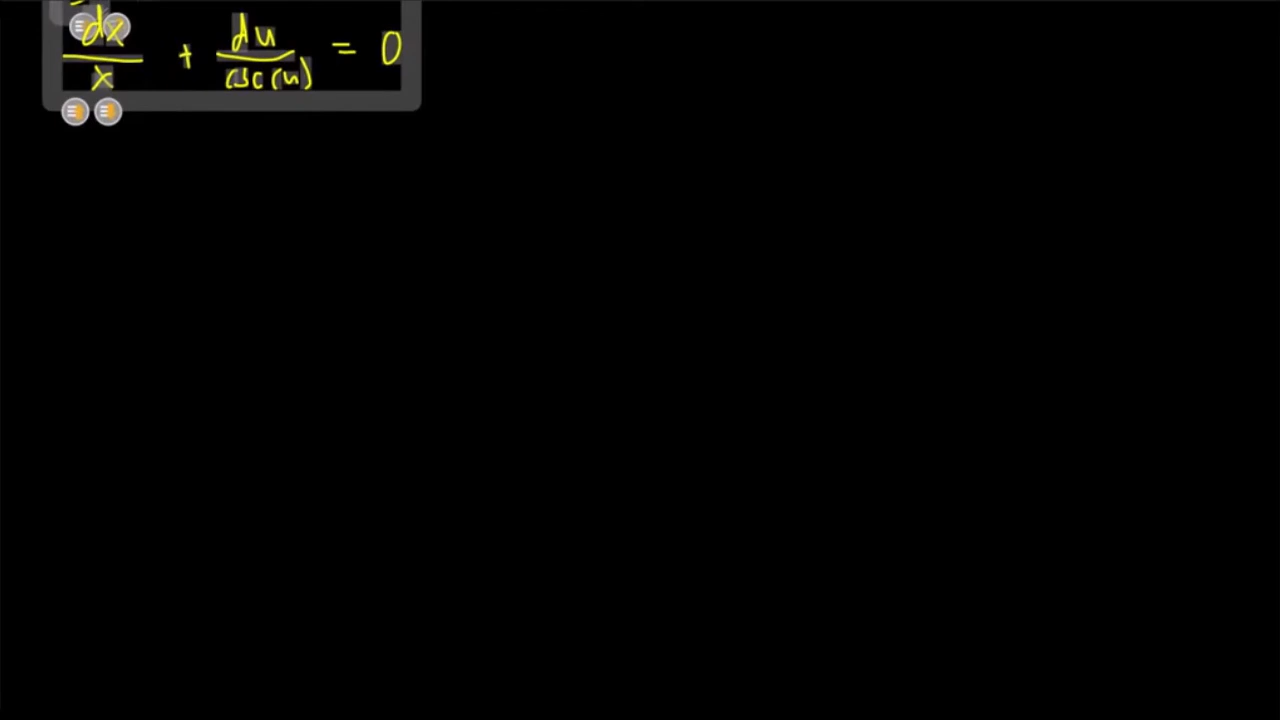 dx/x + du/csc(u) = 0